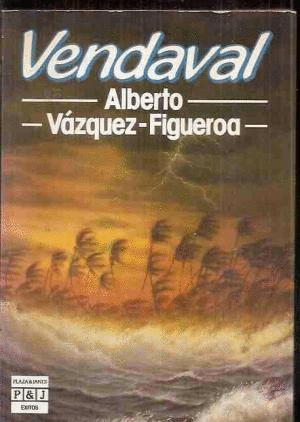 Vendaval
Alberto
Vázquez-Figueroa
PLAZA & JANES
P&J
EXITOS